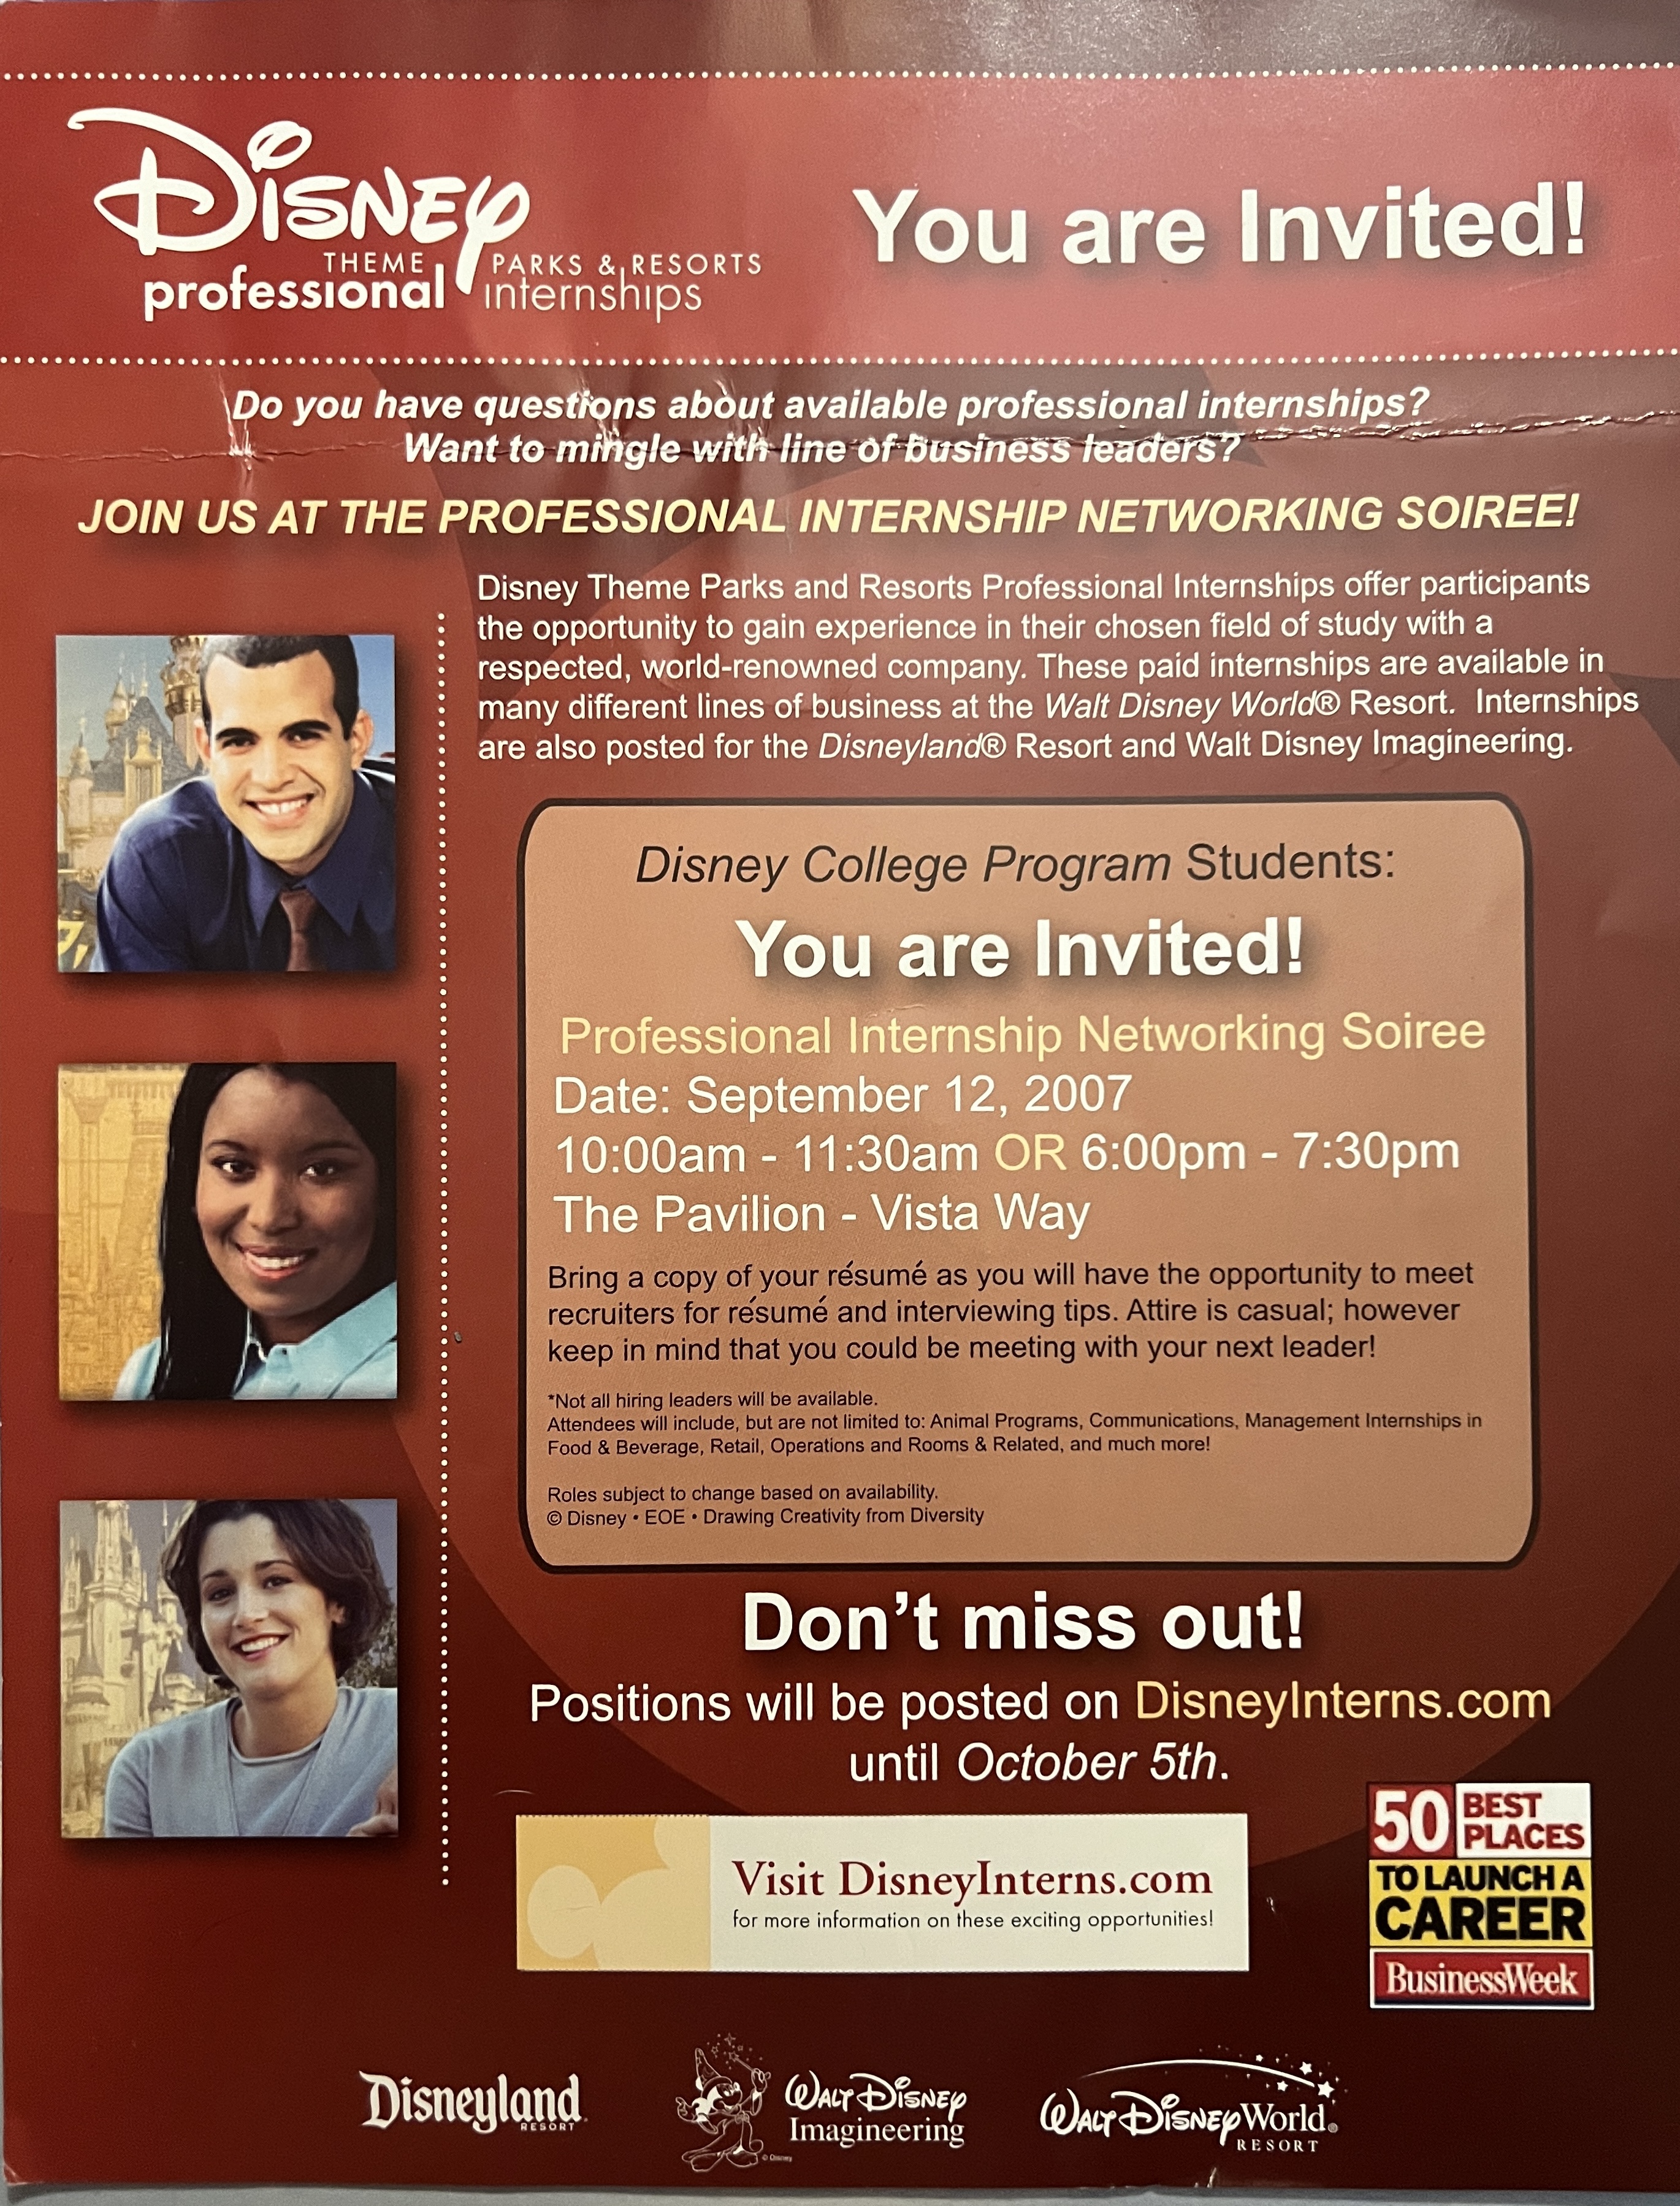 Disney
THEME PARKS & RESORTS
professional internships
You are Invited!
Do you have questions about available professional internships?
Want to mingle with line of business leaders?
JOIN US AT THE PROFESSIONAL INTERNSHIP NETWORKING SOIREE!
Disney Theme Parks and Resorts Professional Internships offer participants
the opportunity to gain experience in their chosen field of study with a
respected, world-renowned company. These paid internships are available in
many different lines of business at the Walt Disney World® Resort. Internships
are also posted for the Disneyland® Resort and Walt Disney Imagineering.
Disney College Program Students:
You are Invited!
Professional Internship Networking Soiree
Date: September 12, 2007
10:00am - 11:30am OR 6:00pm - 7:30pm
The Pavilion - Vista Way
Bring a copy of your résumé as you will have the opportunity to meet
recruiters for résumé and interviewing tips. Attire is casual; however
keep in mind that you could be meeting with your next leader!
*Not all hiring leaders will be available.
Attendees will include, but are not limited to: Animal Programs, Communications, Management Internships in
Food & Beverage, Retail, Operations and Rooms & Related, and much more!
Roles subject to change based on availability.
© Disney • EOE • Drawing Creativity from Diversity
Don't miss out!
Positions will be posted on DisneyInterns.com
until October 5th.
Visit DisneyInterns.com
for more information on these exciting opportunities!
50 BEST
PLACES
TO LAUNCH A
CAREER
BusinessWeek
Disneyland
RESORT
WALT DISNEY
Imagineering
© Disney
WALT DISNEY World®
RESORT